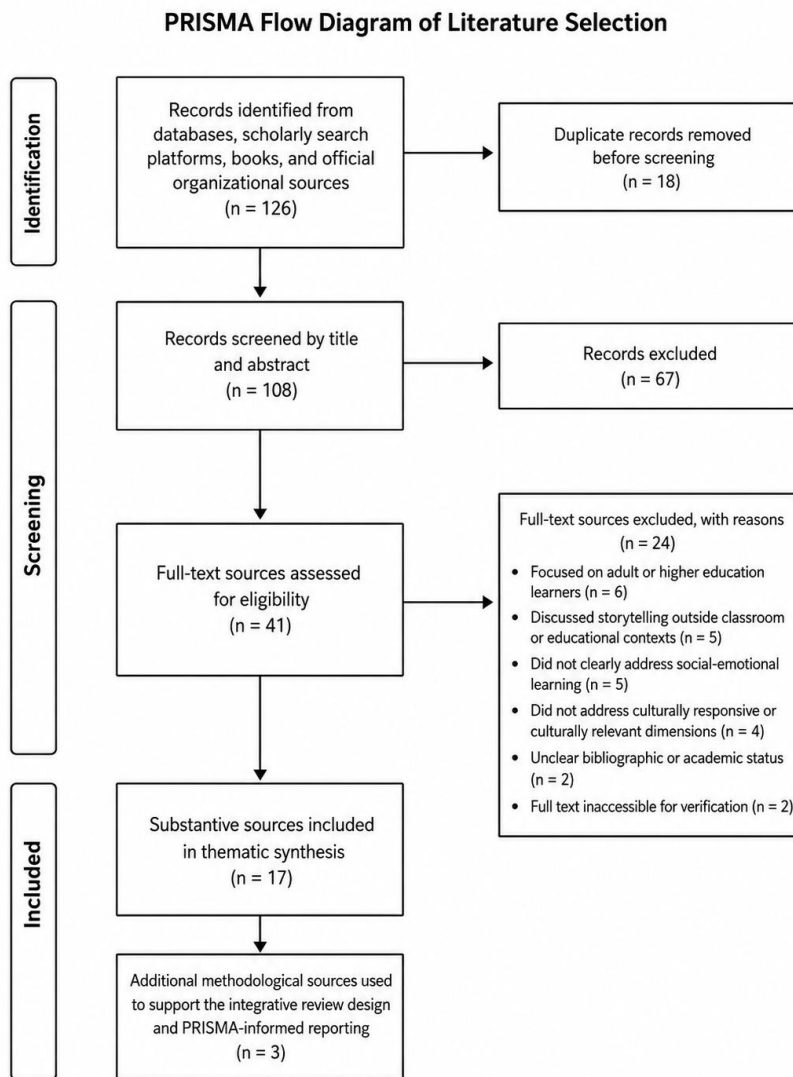 PRISMA Flow Diagram of Literature Selection
Identification
Records identified from
databases, scholarly search
platforms, books, and official
organizational sources
(n = 126)
Duplicate records removed
before screening
(n = 18)
Screening
Records screened by title
and abstract
(n = 108)
Records excluded
(n = 67)
Full-text sources assessed
for eligibility
(n = 41)
Full-text sources excluded, with reasons
(n = 24)
• Focused on adult or higher education
learners (n = 6)
• Discussed storytelling outside classroom
or educational contexts (n = 5)
• Did not clearly address social-emotional
learning (n = 5)
• Did not address culturally responsive or
culturally relevant dimensions (n = 4)
• Unclear bibliographic or academic status
(n = 2)
• Full text inaccessible for verification (n = 2)
Included
Substantive sources included
in thematic synthesis
(n = 17)
Additional methodological sources used
to support the integrative review design
and PRISMA-informed reporting
(n = 3)